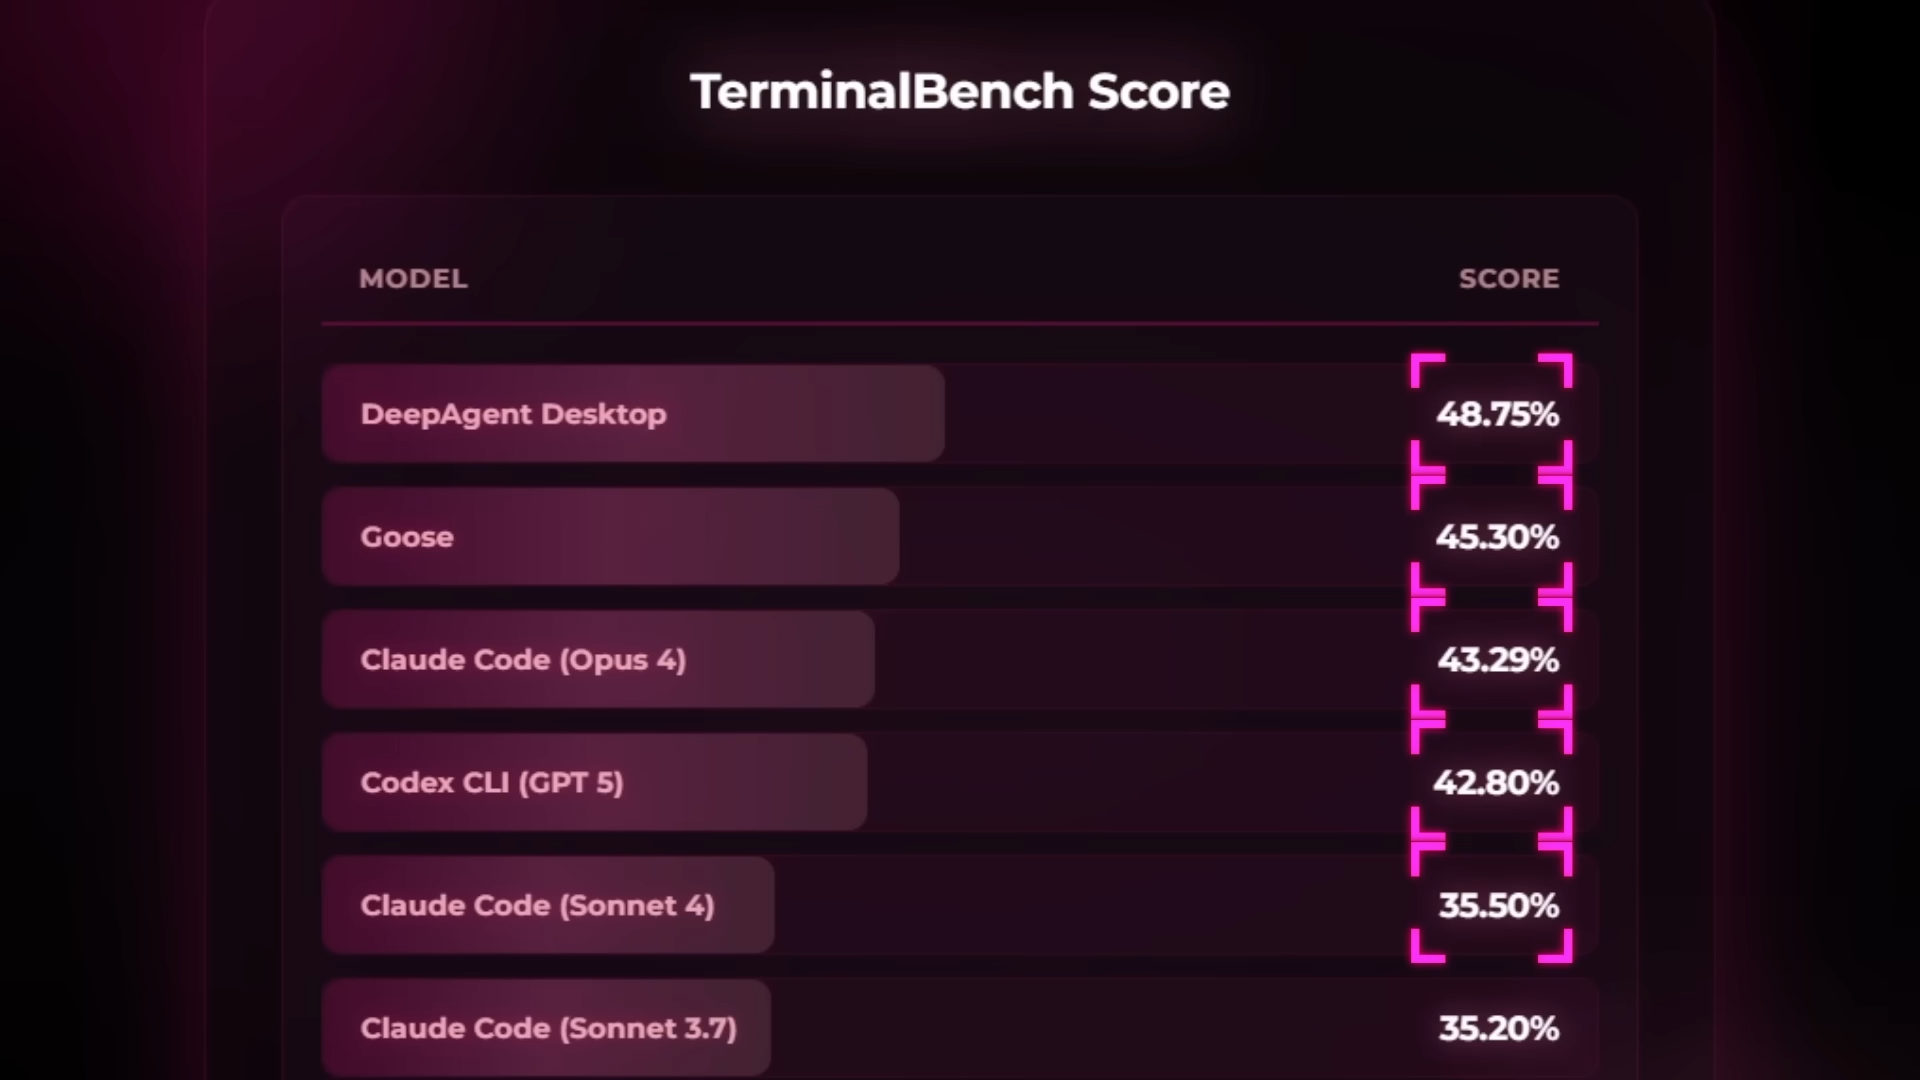 TerminalBench Score
MODEL SCORE
DeepAgent Desktop 48.75%
Goose 45.30%
Claude Code (Opus 4) 43.29%
Codex CLI (GPT 5) 42.80%
Claude Code (Sonnet 4) 35.50%
Claude Code (Sonnet 3.7) 35.20%